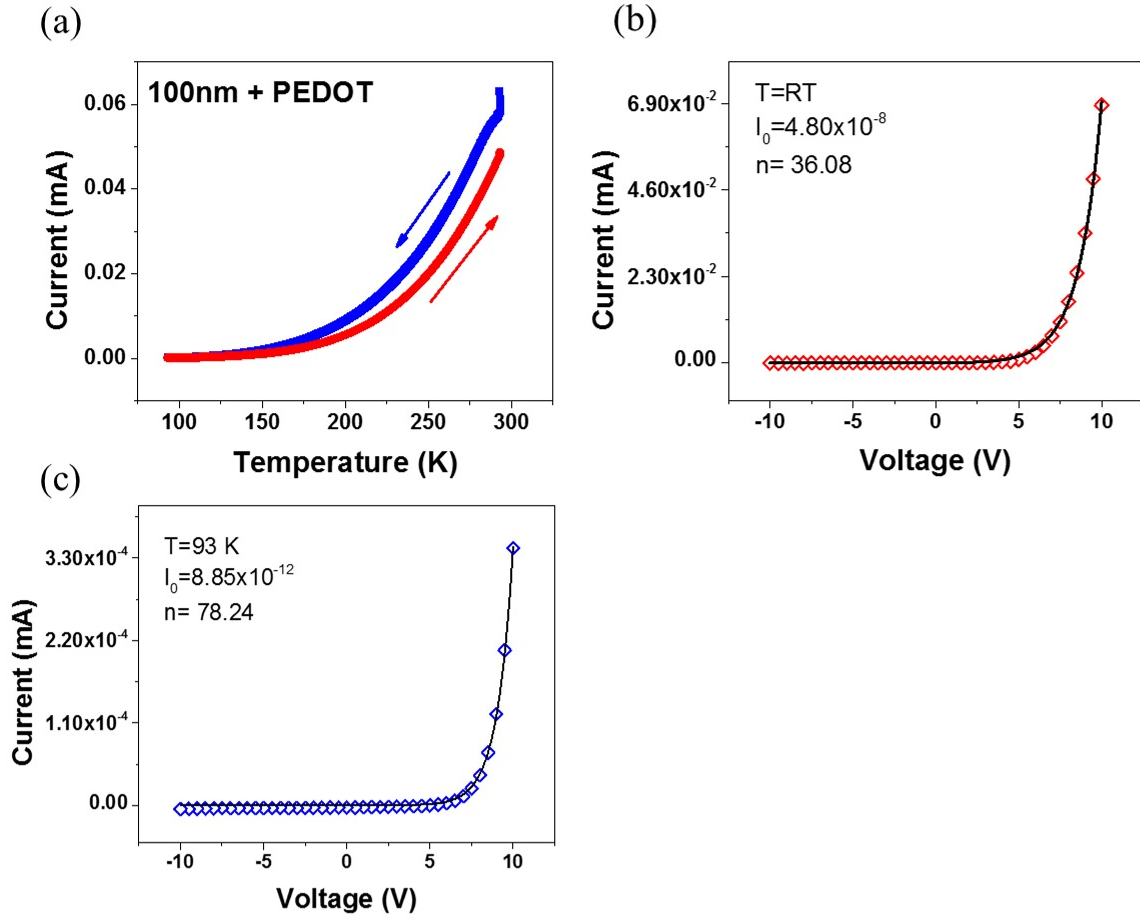 (a)
100nm + PEDOT
0.06
0.04
0.02
0.00
100 150 200 250 300
Current (mA)
Temperature (K)
(b)
T=RT
I₀=4.80x10⁻⁸
n= 36.08
6.90x10⁻²
4.60x10⁻²
2.30x10⁻²
0.00
-10 -5 0 5 10
Current (mA)
Voltage (V)
(c)
T=93 K
I₀=8.85x10⁻¹²
n= 78.24
3.30x10⁻⁴
2.20x10⁻⁴
1.10x10⁻⁴
0.00
-10 -5 0 5 10
Current (mA)
Voltage (V)